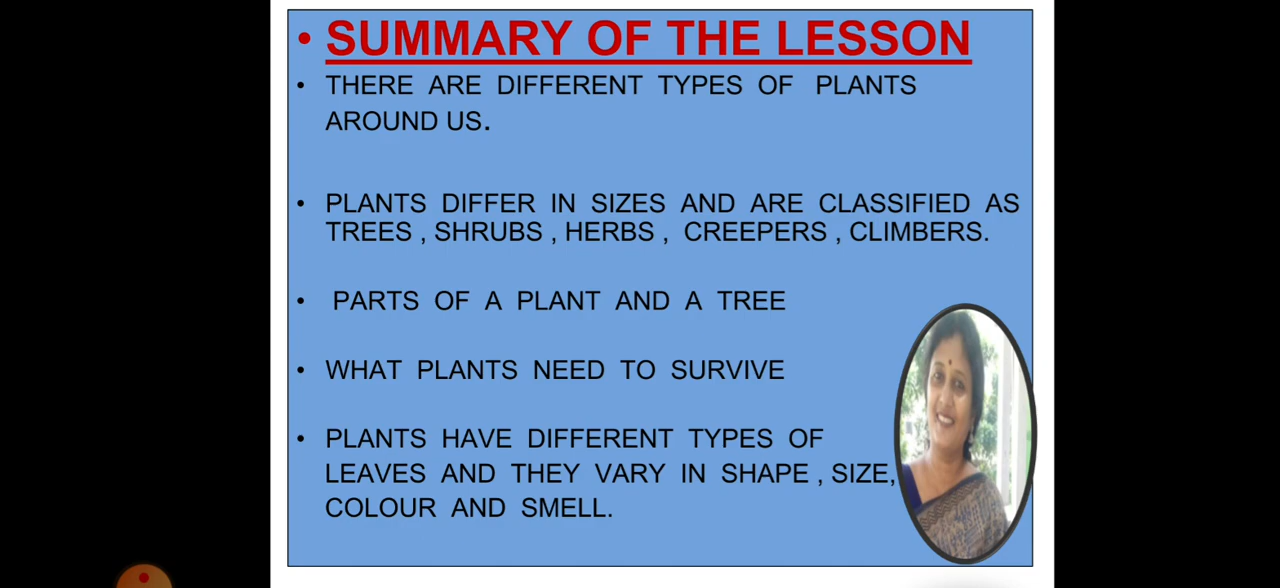 • SUMMARY OF THE LESSON
• THERE ARE DIFFERENT TYPES OF PLANTS
AROUND US.
• PLANTS DIFFER IN SIZES AND ARE CLASSIFIED AS
TREES , SHRUBS , HERBS , CREEPERS , CLIMBERS.
• PARTS OF A PLANT AND A TREE
• WHAT PLANTS NEED TO SURVIVE
• PLANTS HAVE DIFFERENT TYPES OF
LEAVES AND THEY VARY IN SHAPE , SIZE,
COLOUR AND SMELL.